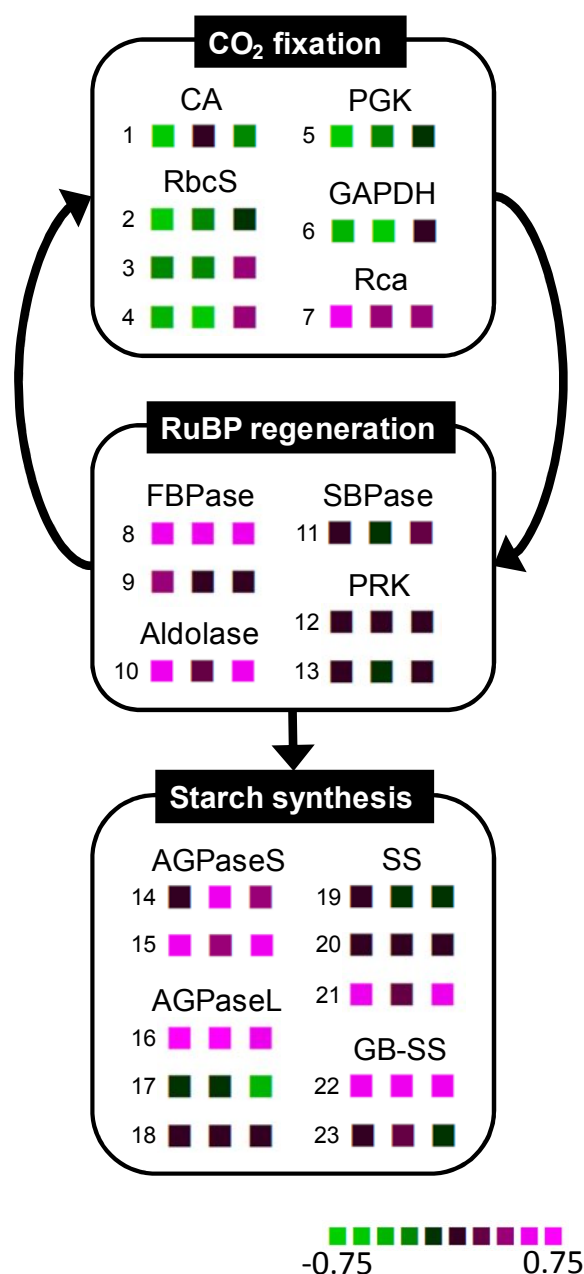 CO₂ fixation
CA
1
RbcS
2
3
4
PGK
5
GAPDH
6
Rca
7
RuBP regeneration
FBPase
8
9
Aldolase
10
SBPase
11
PRK
12
13
Starch synthesis
AGPaseS
14
15
AGPaseL
16
17
18
SS
19
20
21
GB-SS
22
23
-0.75 0.75